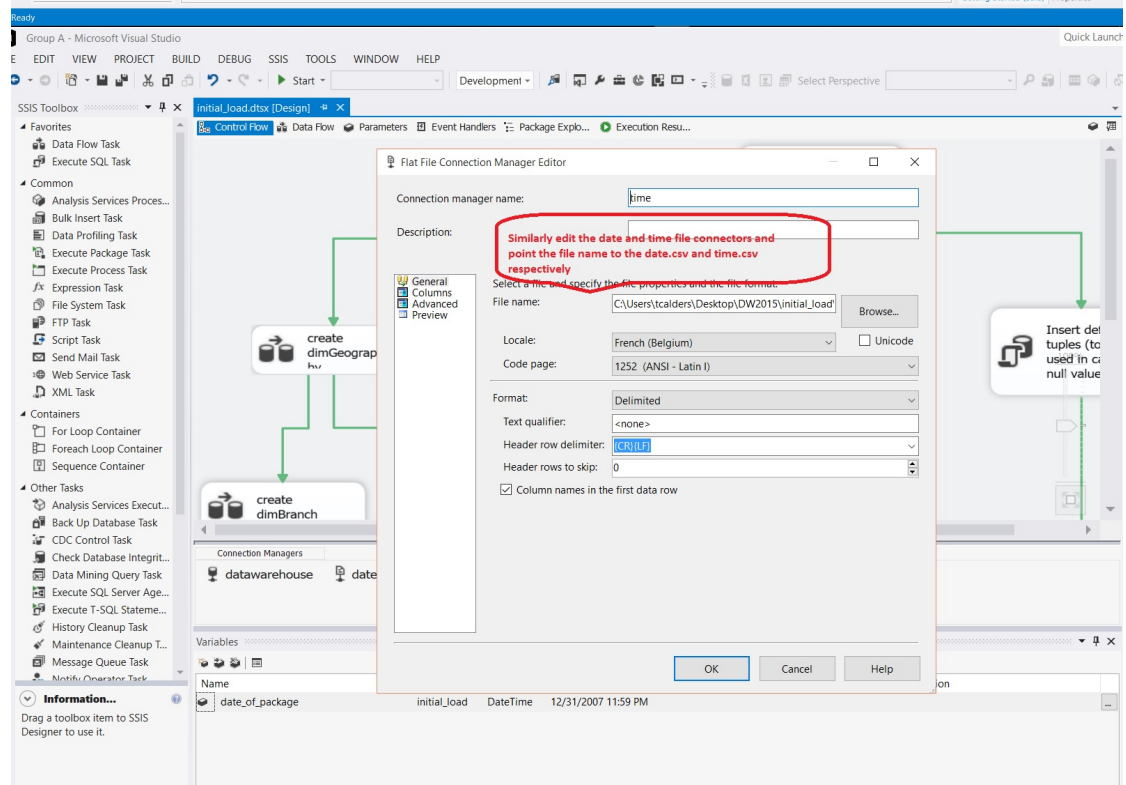 Ready
Group A - Microsoft Visual Studio
Quick Launch
EDIT VIEW PROJECT BUILD DEBUG SSIS TOOLS WINDOW HELP
Start
Development
Select Perspective
SSIS Toolbox
initial_load.dtsx [Design]
Control Flow Data Flow Parameters Event Handlers Package Explo... Execution Resu...
Favorites
Data Flow Task
Execute SQL Task
Common
Analysis Services Proces...
Bulk Insert Task
Data Profiling Task
Execute Package Task
Execute Process Task
fx Expression Task
File System Task
FTP Task
Script Task
Send Mail Task
Web Service Task
XML Task
Containers
For Loop Container
Foreach Loop Container
Sequence Container
Other Tasks
Analysis Services Execut...
Back Up Database Task
CDC Control Task
Check Database Integrit...
Data Mining Query Task
Execute SQL Server Age...
Execute T-SQL Stateme...
History Cleanup Task
Maintenance Cleanup T...
Message Queue Task
Notify Operator Task
Information...
Drag a toolbox item to SSIS
Designer to use it.
create
dimGeograp
hy
create
dimBranch
Flat File Connection Manager Editor
Connection manager name:
time
Description:
Similarly edit the date and time file connectors and
point the file name to the date.csv and time.csv
respectively
General
Columns
Advanced
Preview
Select a file and specify the file properties and the file format.
File name:
C:\Users\tcalders\Desktop\DW2015\initial_load\
Browse...
Locale:
French (Belgium)
Unicode
Code page:
1252 (ANSI - Latin I)
Format:
Delimited
Text qualifier:
<none>
Header row delimiter:
{CR}{LF}
Header rows to skip:
0
Column names in the first data row
OK
Cancel
Help
Insert def
tuples (to
used in ca
null value
Connection Managers
datawarehouse
date
Variables
Name
ion
date_of_package
initial_load
DateTime
12/31/2007 11:59 PM
...